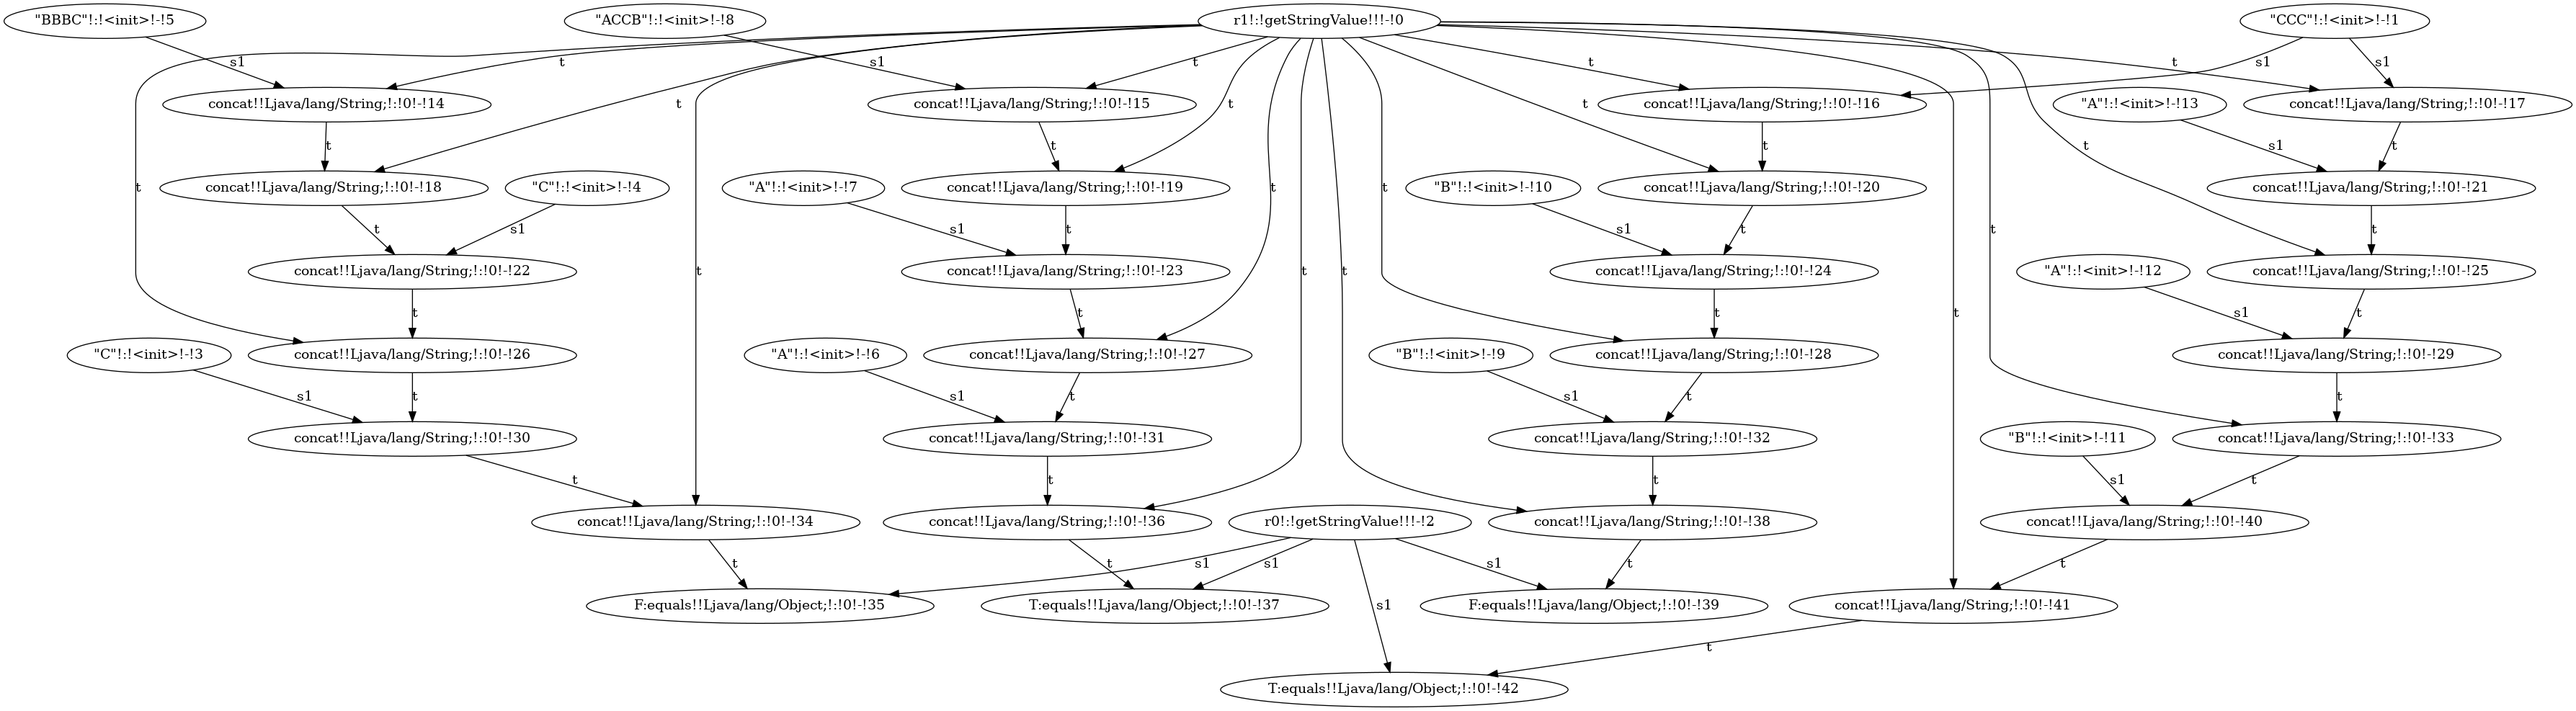 "BBBC"!:!<init>!-!5
"ACCB"!:!<init>!-!8
r1!:!getStringValue!!!-!0
"CCC"!:!<init>!-!1
s1
t
s1
t
t
s1
t
s1
concat!!Ljava/lang/String;!:!0!-!14
concat!!Ljava/lang/String;!:!0!-!15
concat!!Ljava/lang/String;!:!0!-!16
"A"!:!<init>!-!13
concat!!Ljava/lang/String;!:!0!-!17
t
t
t
t
t
t
t
s1
t
concat!!Ljava/lang/String;!:!0!-!18
"C"!:!<init>!-!4
"A"!:!<init>!-!7
concat!!Ljava/lang/String;!:!0!-!19
t
t
"B"!:!<init>!-!10
concat!!Ljava/lang/String;!:!0!-!20
concat!!Ljava/lang/String;!:!0!-!21
t
t
s1
s1
t
s1
t
t
t
concat!!Ljava/lang/String;!:!0!-!22
t
concat!!Ljava/lang/String;!:!0!-!23
t
t
concat!!Ljava/lang/String;!:!0!-!24
"A"!:!<init>!-!12
concat!!Ljava/lang/String;!:!0!-!25
t
t
t
t
s1
t
"C"!:!<init>!-!3
concat!!Ljava/lang/String;!:!0!-!26
"A"!:!<init>!-!6
concat!!Ljava/lang/String;!:!0!-!27
"B"!:!<init>!-!9
concat!!Ljava/lang/String;!:!0!-!28
concat!!Ljava/lang/String;!:!0!-!29
s1
t
s1
t
s1
t
t
concat!!Ljava/lang/String;!:!0!-!30
concat!!Ljava/lang/String;!:!0!-!31
concat!!Ljava/lang/String;!:!0!-!32
"B"!:!<init>!-!11
concat!!Ljava/lang/String;!:!0!-!33
t
t
t
s1
t
concat!!Ljava/lang/String;!:!0!-!34
concat!!Ljava/lang/String;!:!0!-!36
r0!:!getStringValue!!!-!2
concat!!Ljava/lang/String;!:!0!-!38
concat!!Ljava/lang/String;!:!0!-!40
t
t
s1
s1
s1
t
t
F:equals!!Ljava/lang/Object;!:!0!-!35
T:equals!!Ljava/lang/Object;!:!0!-!37
s1
F:equals!!Ljava/lang/Object;!:!0!-!39
concat!!Ljava/lang/String;!:!0!-!41
t
T:equals!!Ljava/lang/Object;!:!0!-!42